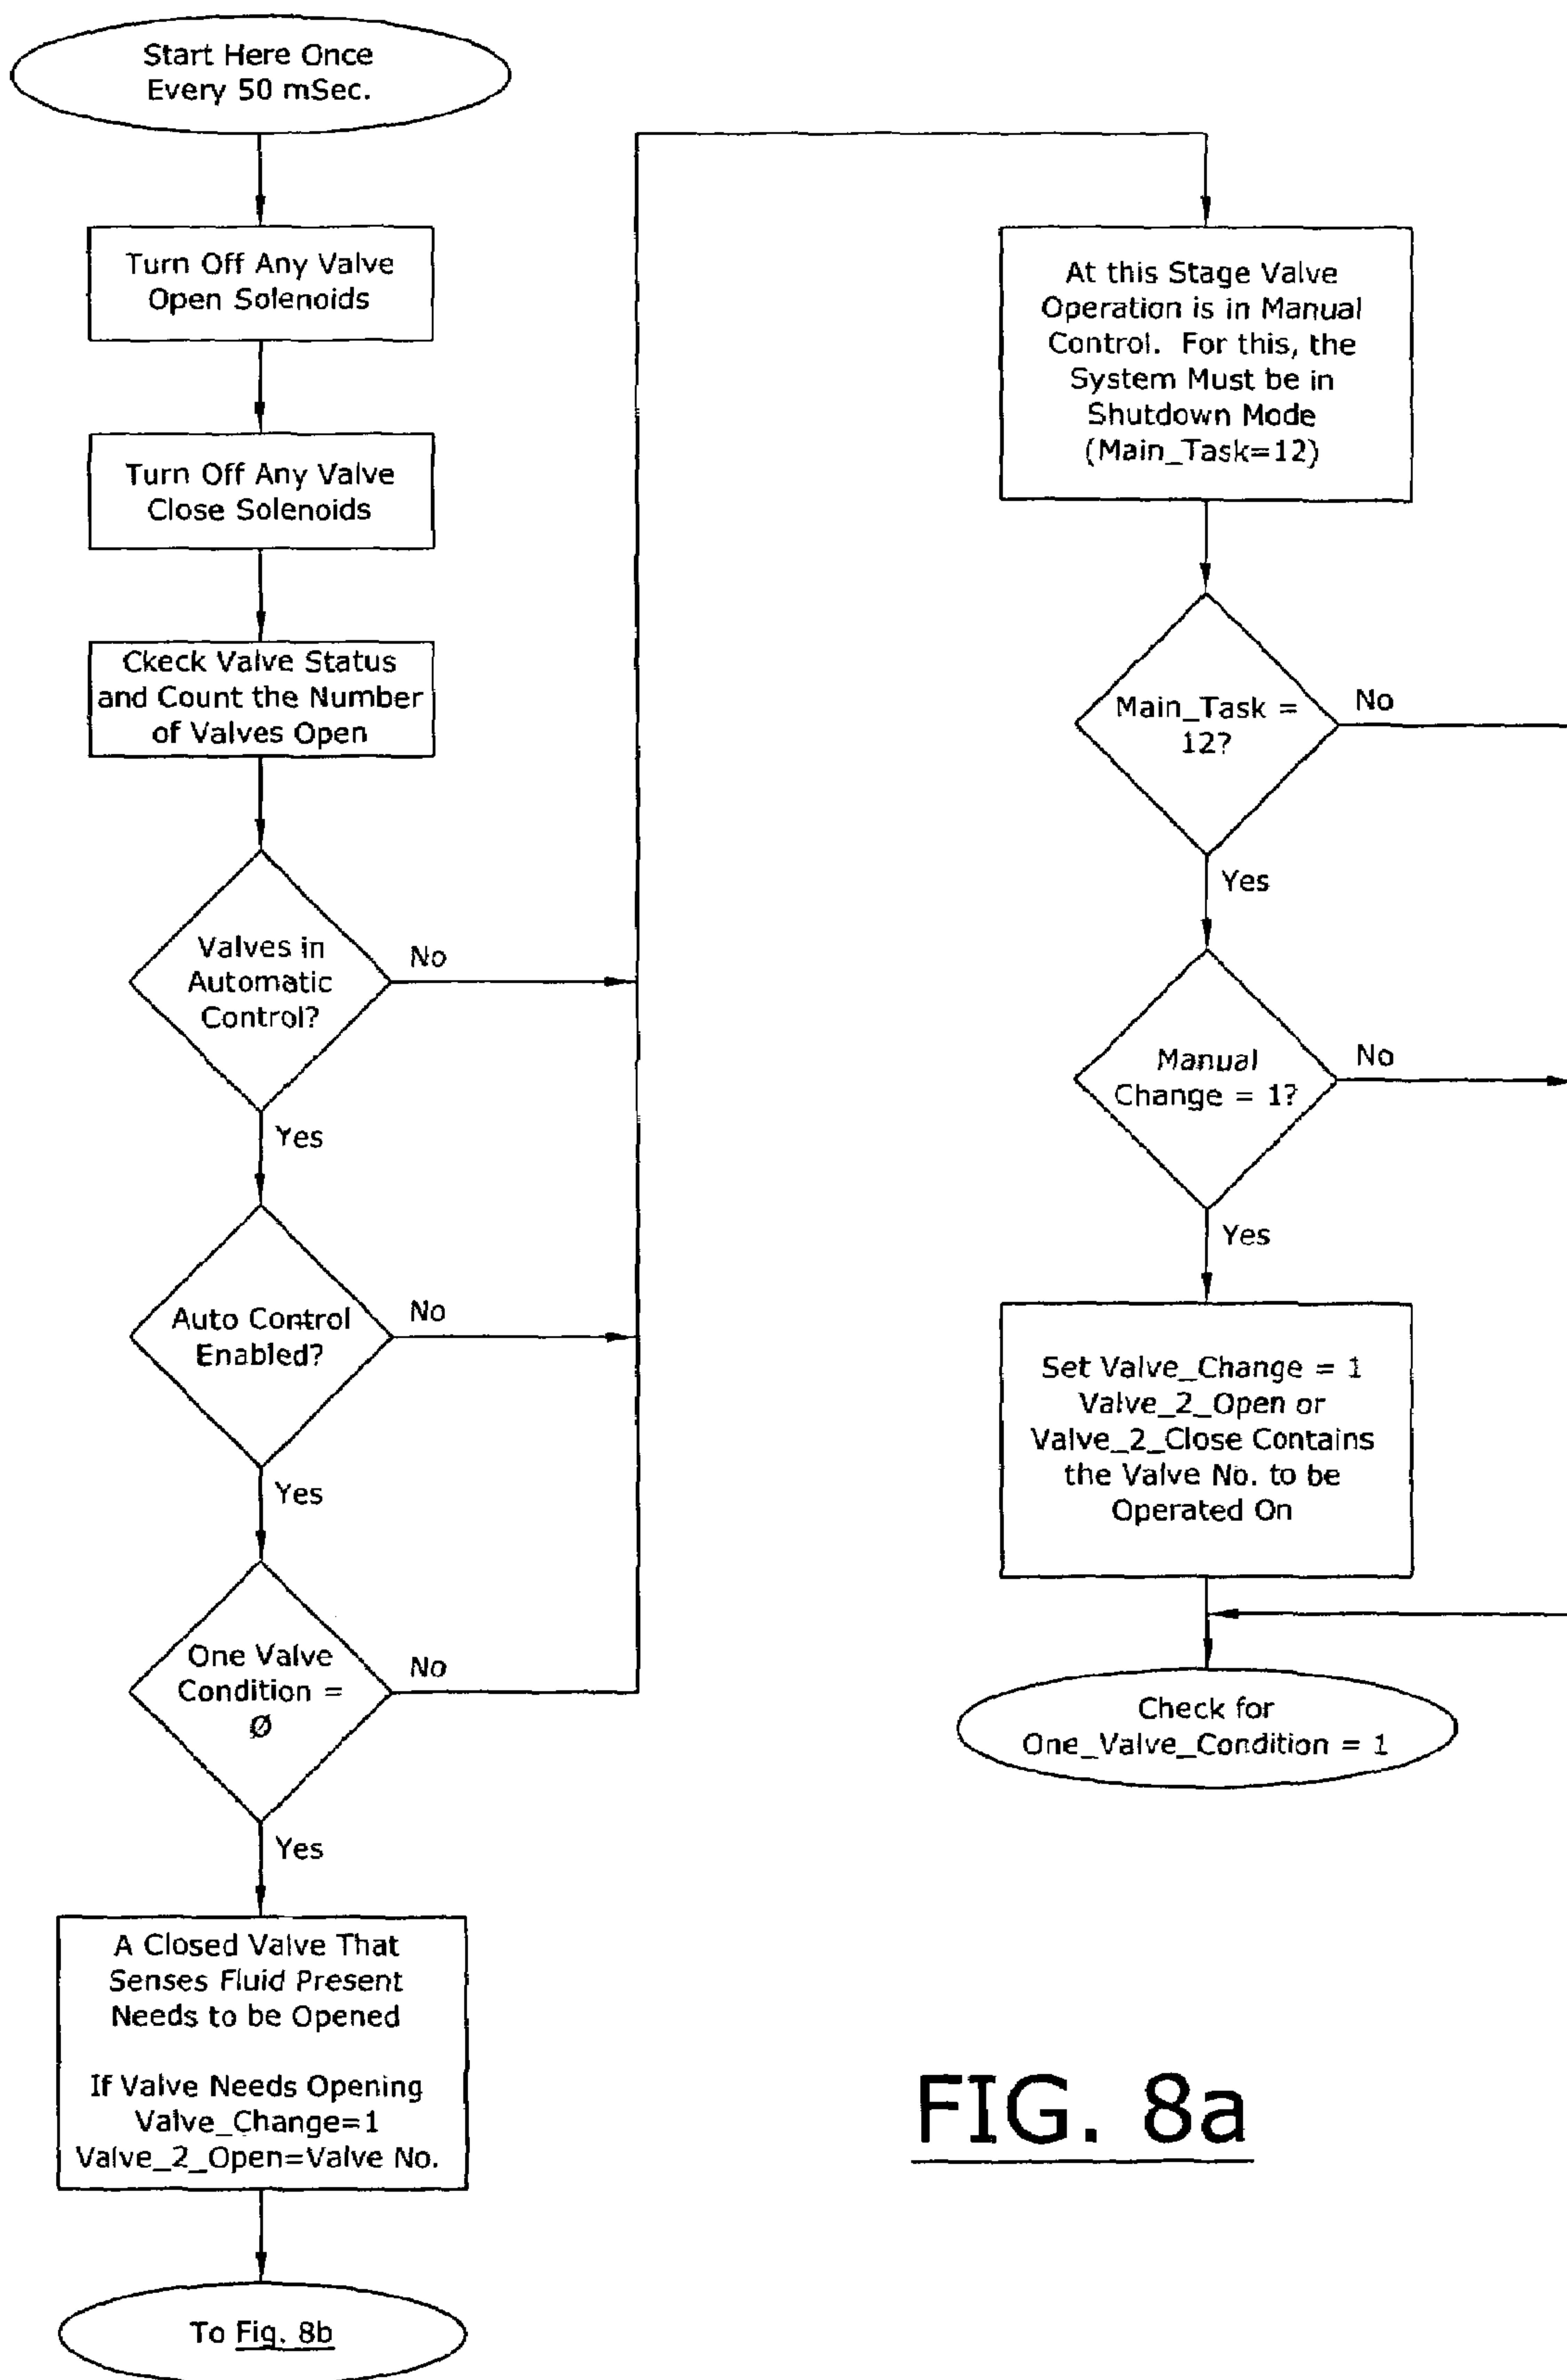 Start Here Once
Every 50 mSec.
Turn Off Any Valve
Open Solenoids
Turn Off Any Valve
Close Solenoids
Ckeck Valve Status
and Count the Number
of Valves Open
Valves in
Automatic
Control?
No
Yes
Auto Control
Enabled?
No
Yes
One Valve
Condition =
Ø
No
Yes
A Closed Valve That
Senses Fluid Present
Needs to be Opened
If Valve Needs Opening
Valve_Change=1
Valve_2_Open=Valve No.
To Fig. 8b
At this Stage Valve
Operation is in Manual
Control. For this, the
System Must be in
Shutdown Mode
(Main_Task=12)
Main_Task =
12?
No
Yes
Manual
Change = 1?
No
Yes
Set Valve_Change = 1
Valve_2_Open or
Valve_2_Close Contains
the Valve No. to be
Operated On
Check for
One_Valve_Condition = 1
FIG. 8a